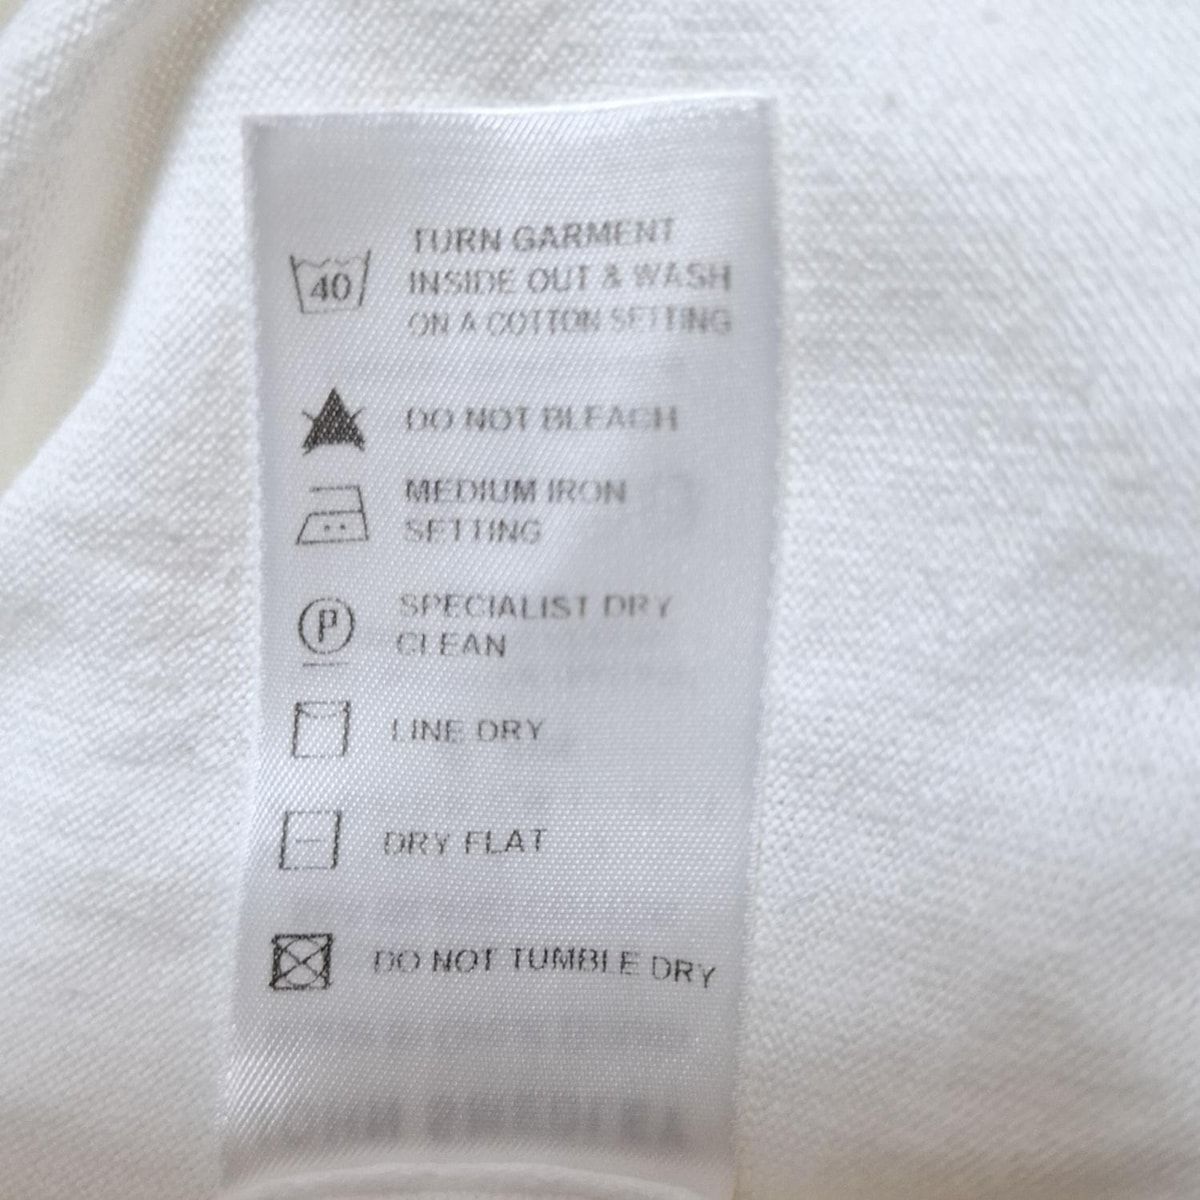 TURN GARMENT
40 INSIDE OUT & WASH
ON A COTTON SETTING
DO NOT BLEACH
MEDIUM IRON
SETTING
SPECIALIST DRY
P CLEAN
LINE DRY
DRY FLAT
DO NOT TUMBLE DRY